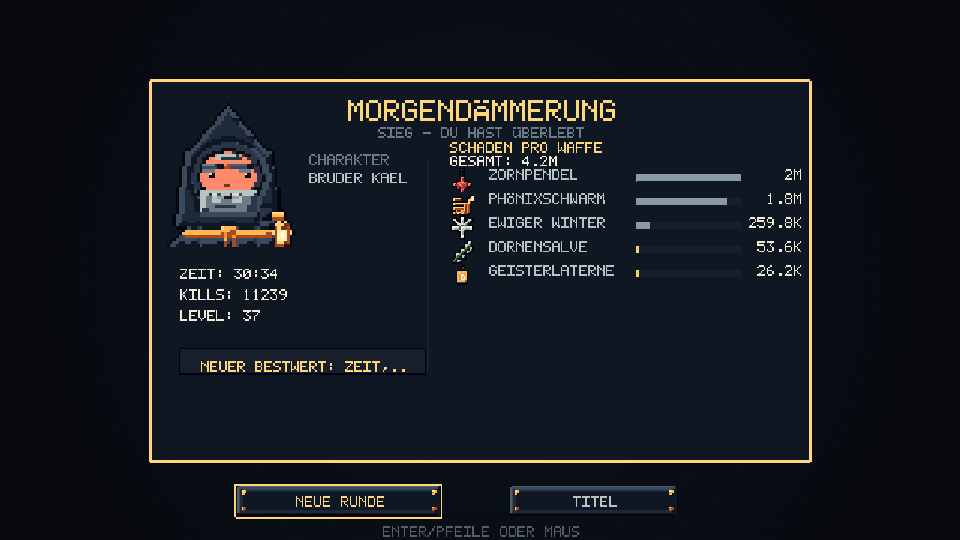 MORGENDÄMMERUNG
SIEG - DU HAST ÜBERLEBT
CHARAKTER
BRUDER KAEL
ZEIT: 30:34
KILLS: 11239
LEVEL: 37
NEUER BESTWERT: ZEIT,..
SCHADEN PRO WAFFE
GESAMT: 4.2M
ZORNPENDEL 2M
PHÖNIXSCHWARM 1.8M
EWIGER WINTER 259.8K
DORNENSALVE 53.6K
GEISTERLATERNE 26.2K
NEUE RUNDE
TITEL
ENTER/PFEILE ODER MAUS